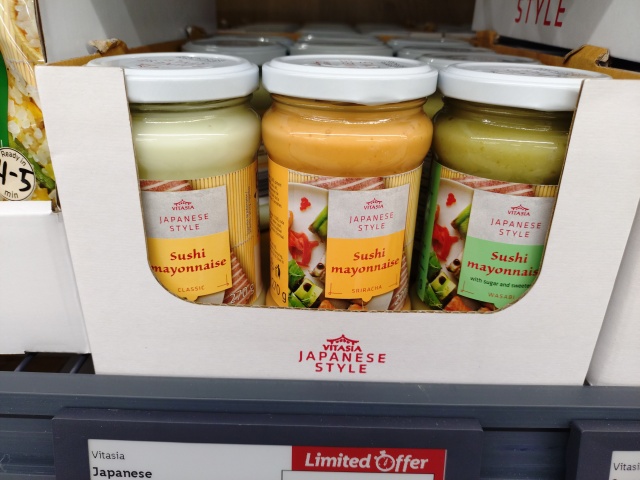 STYLE
Ready in
4-5
min
VITASIA
JAPANESE
STYLE
Sushi
mayonnaise
CLASSIC
220 g
VITASIA
JAPANESE
STYLE
Sushi
mayonnaise
SRIRACHA
VITASIA
JAPANESE
STYLE
Sushi
mayonnaise
with sugar and
WASABI
VITASIA
JAPANESE
STYLE
Vitasia
Japanese
Limited Offer